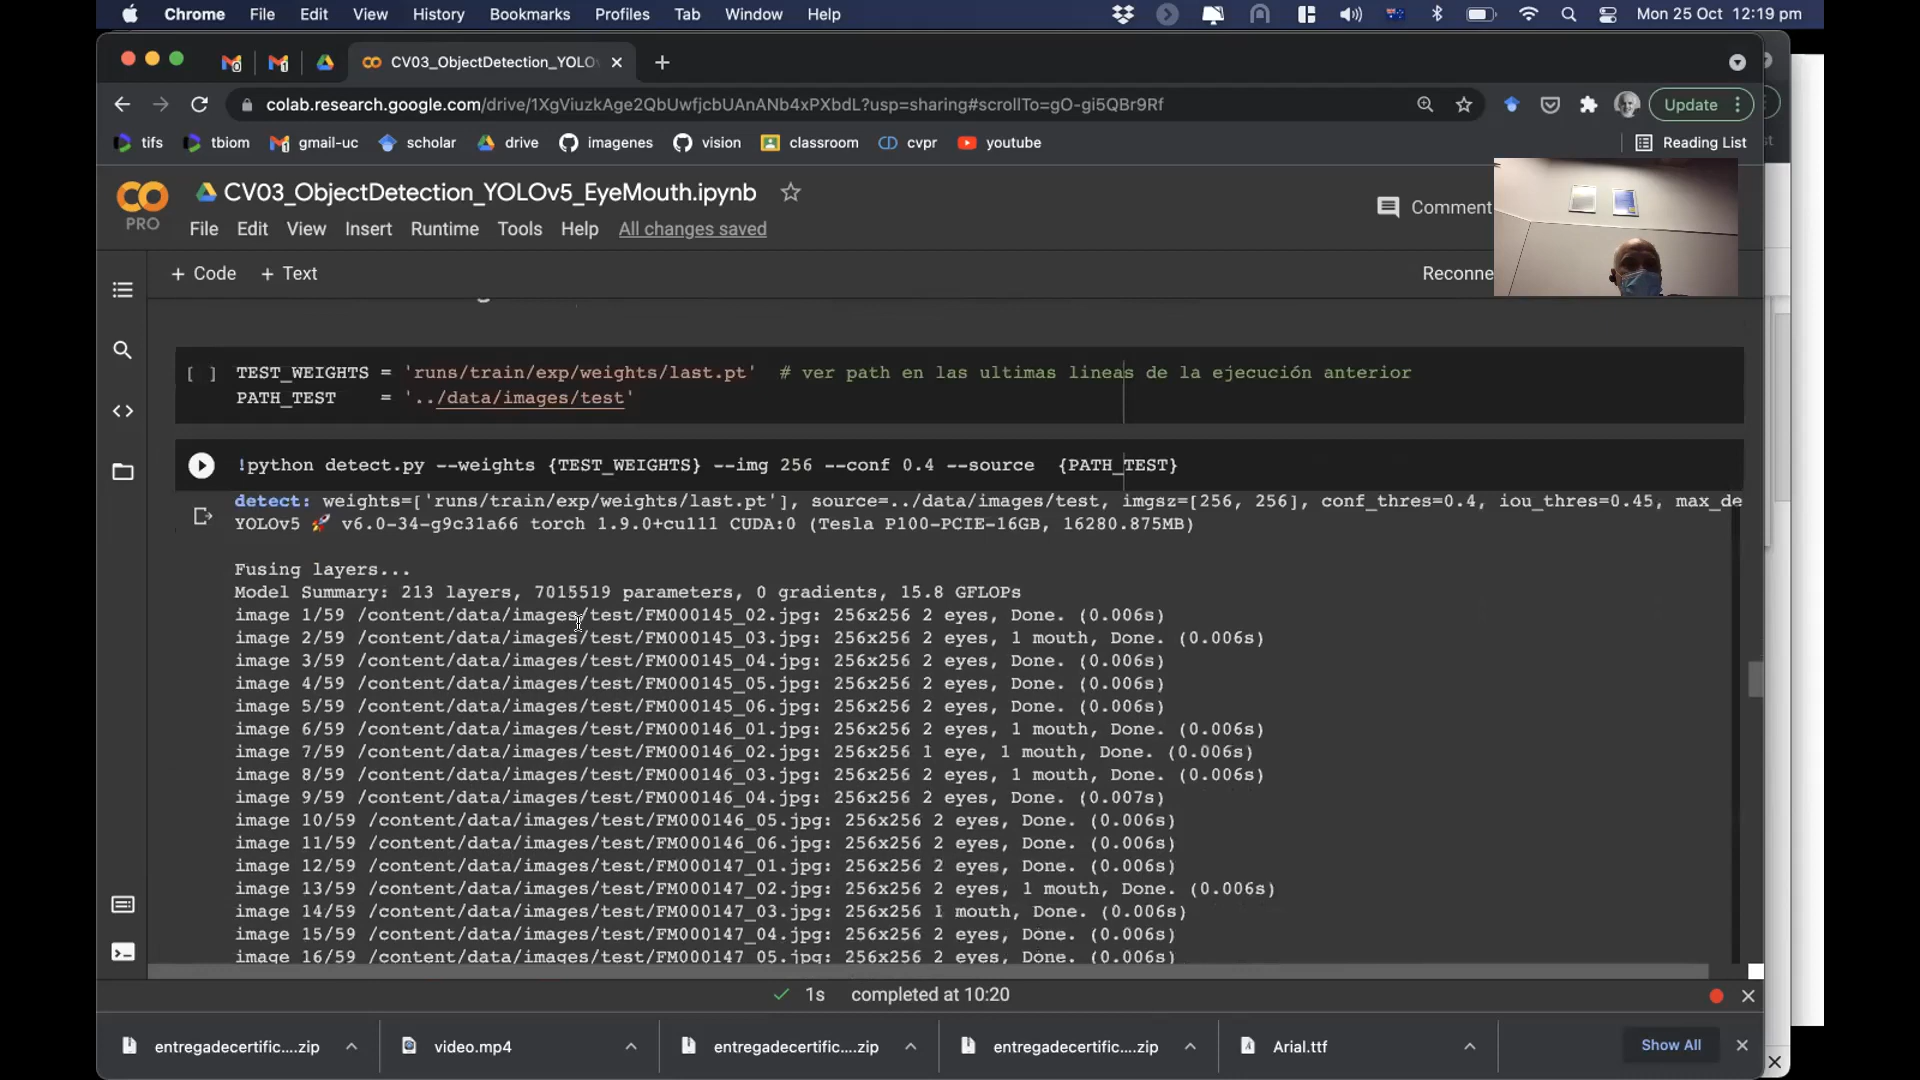 Chrome File Edit View History Bookmarks Profiles Tab Window Help Mon 25 Oct 12:19 pm
CV03_ObjectDetection_YOLOv
colab.research.google.com/drive/1XgViuzkAge2QbUwfjcbUAnANb4xPXbdL?usp=sharing#scrollTo=gO-gi5QBr9Rf Update
tifs tbiom gmail-uc scholar drive imagenes vision classroom cvpr youtube Reading List
CV03_ObjectDetection_YOLOv5_EyeMouth.ipynb
PRO
File Edit View Insert Runtime Tools Help All changes saved Comment
+ Code + Text Reconne
[ ] TEST_WEIGHTS = 'runs/train/exp/weights/last.pt' # ver path en las ultimas lineas de la ejecución anterior
PATH_TEST = '../data/images/test'
!python detect.py --weights {TEST_WEIGHTS} --img 256 --conf 0.4 --source {PATH_TEST}
detect: weights=['runs/train/exp/weights/last.pt'], source=../data/images/test, imgsz=[256, 256], conf_thres=0.4, iou_thres=0.45, max_de
YOLOv5 🚀 v6.0-34-g9c31a66 torch 1.9.0+cu111 CUDA:0 (Tesla P100-PCIE-16GB, 16280.875MB)
Fusing layers...
Model Summary: 213 layers, 7015519 parameters, 0 gradients, 15.8 GFLOPs
image 1/59 /content/data/images/test/FM000145_02.jpg: 256x256 2 eyes, Done. (0.006s)
image 2/59 /content/data/images/test/FM000145_03.jpg: 256x256 2 eyes, 1 mouth, Done. (0.006s)
image 3/59 /content/data/images/test/FM000145_04.jpg: 256x256 2 eyes, Done. (0.006s)
image 4/59 /content/data/images/test/FM000145_05.jpg: 256x256 2 eyes, Done. (0.006s)
image 5/59 /content/data/images/test/FM000145_06.jpg: 256x256 2 eyes, Done. (0.006s)
image 6/59 /content/data/images/test/FM000146_01.jpg: 256x256 2 eyes, 1 mouth, Done. (0.006s)
image 7/59 /content/data/images/test/FM000146_02.jpg: 256x256 1 eye, 1 mouth, Done. (0.006s)
image 8/59 /content/data/images/test/FM000146_03.jpg: 256x256 2 eyes, 1 mouth, Done. (0.006s)
image 9/59 /content/data/images/test/FM000146_04.jpg: 256x256 2 eyes, Done. (0.007s)
image 10/59 /content/data/images/test/FM000146_05.jpg: 256x256 2 eyes, Done. (0.006s)
image 11/59 /content/data/images/test/FM000146_06.jpg: 256x256 2 eyes, Done. (0.006s)
image 12/59 /content/data/images/test/FM000147_01.jpg: 256x256 2 eyes, Done. (0.006s)
image 13/59 /content/data/images/test/FM000147_02.jpg: 256x256 2 eyes, 1 mouth, Done. (0.006s)
image 14/59 /content/data/images/test/FM000147_03.jpg: 256x256 1 mouth, Done. (0.006s)
image 15/59 /content/data/images/test/FM000147_04.jpg: 256x256 2 eyes, Done. (0.006s)
image 16/59 /content/data/images/test/FM000147_05.jpg: 256x256 2 eyes, Done. (0.006s)
1s completed at 10:20
entregadecertific....zip video.mp4 entregadecertific....zip entregadecertific....zip Arial.ttf Show All